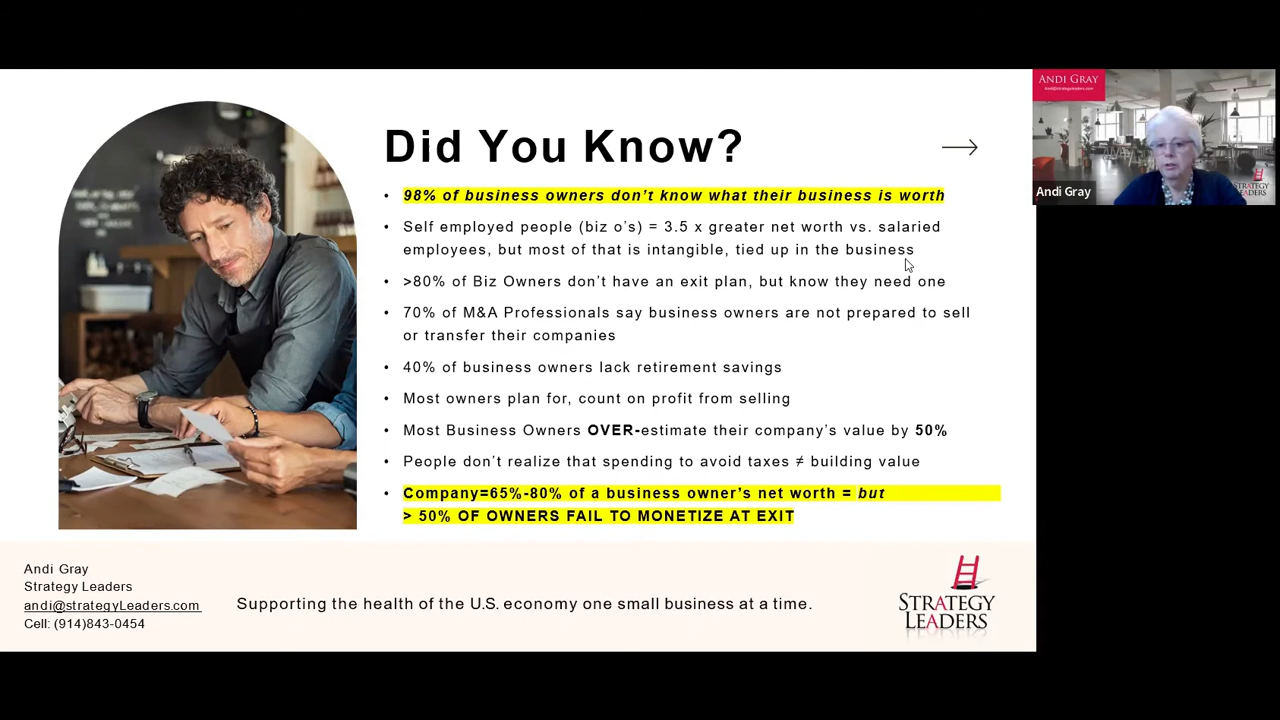 Did You Know?
• 98% of business owners don’t know what their business is worth
• Self employed people (biz o’s) = 3.5 x greater net worth vs. salaried
employees, but most of that is intangible, tied up in the business
• >80% of Biz Owners don’t have an exit plan, but know they need one
• 70% of M&A Professionals say business owners are not prepared to sell
or transfer their companies
• 40% of business owners lack retirement savings
• Most owners plan for, count on profit from selling
• Most Business Owners OVER-estimate their company’s value by 50%
• People don’t realize that spending to avoid taxes ≠ building value
• Company=65%-80% of a business owner’s net worth = but
> 50% OF OWNERS FAIL TO MONETIZE AT EXIT
Andi Gray
Strategy Leaders
andi@strategyLeaders.com
Cell: (914)843-0454
Supporting the health of the U.S. economy one small business at a time.
STRATEGY
LEADERS
ANDI GRAY
Andi@strategyleaders.com
Andi Gray
STRATEGY
LEADERS